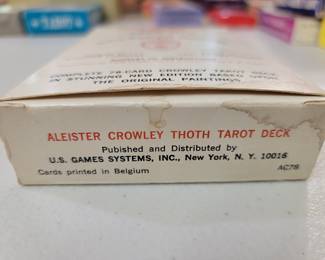 COMPLETE 78-CARD CROWLEY TAROT DECK
IN STUNNING NEW EDITION BASED UPON
THE ORIGINAL PAINTINGS
ALEISTER CROWLEY THOTH TAROT DECK
Pubished and Distributed by
U.S. GAMES SYSTEMS, INC., New York, N. Y. 10016
Cards printed in Belgium
AC78